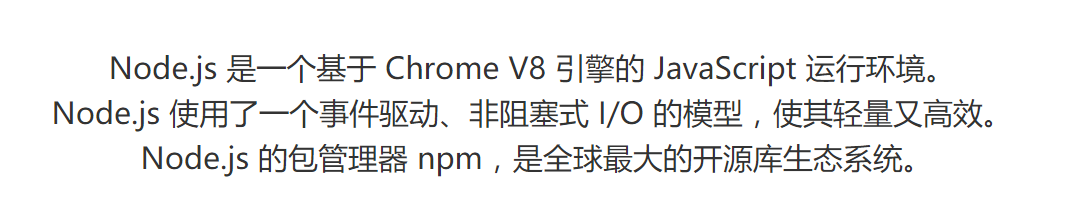 Node.js 是一个基于 Chrome V8 引擎的 JavaScript 运行环境。
Node.js 使用了一个事件驱动、非阻塞式 I/O 的模型，使其轻量又高效。
Node.js 的包管理器 npm，是全球最大的开源库生态系统。